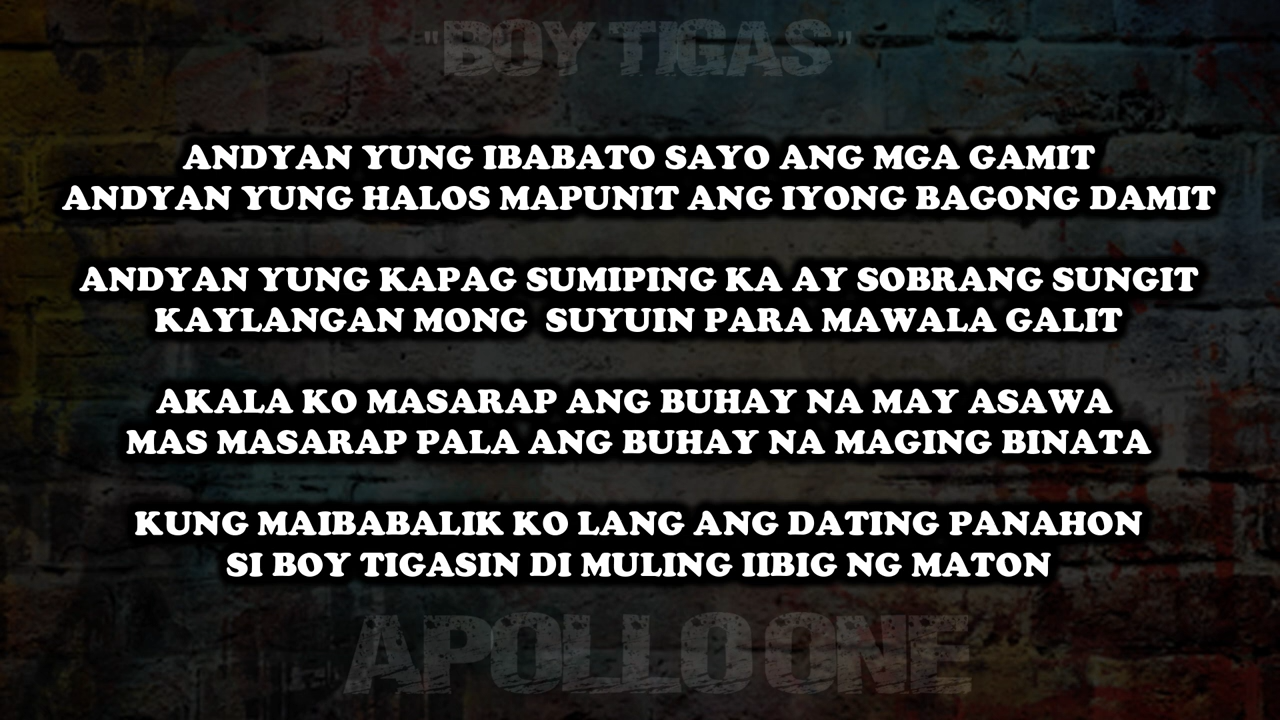 "BOY TIGAS"
ANDYAN YUNG IBABATO SAYO ANG MGA GAMIT
ANDYAN YUNG HALOS MAPUNIT ANG IYONG BAGONG DAMIT
ANDYAN YUNG KAPAG SUMIPING KA AY SOBRANG SUNGIT
KAYLANGAN MONG SUYUIN PARA MAWALA GALIT
AKALA KO MASARAP ANG BUHAY NA MAY ASAWA
MAS MASARAP PALA ANG BUHAY NA MAGING BINATA
KUNG MAIBABALIK KO LANG ANG DATING PANAHON
SI BOY TIGASIN DI MULING IIBIG NG MATON
APOLLO ONE